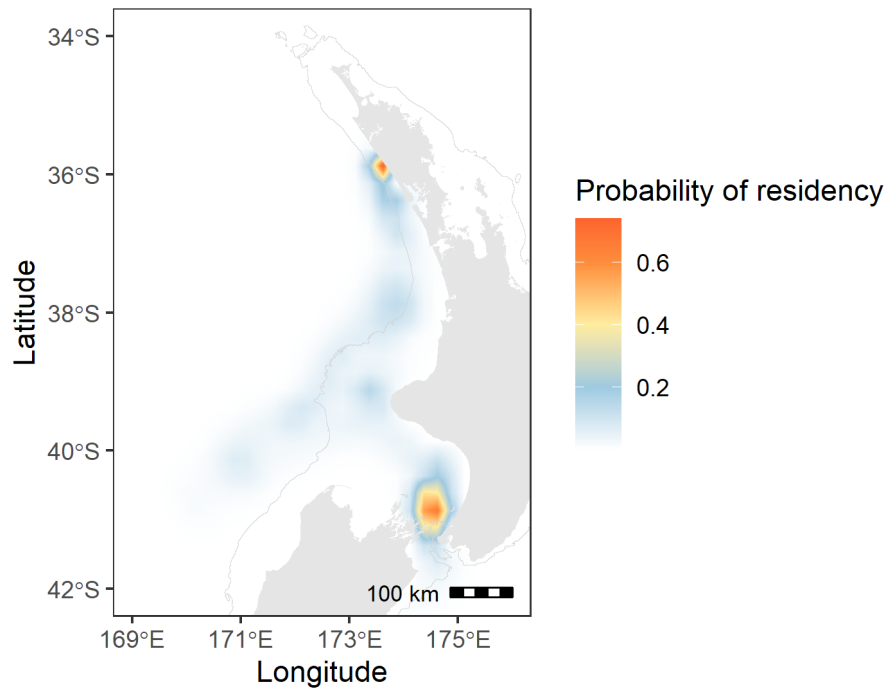 34°S
36°S
38°S
40°S
42°S
Latitude
169°E 171°E 173°E 175°E
Longitude
100 km
Probability of residency
0.6
0.4
0.2